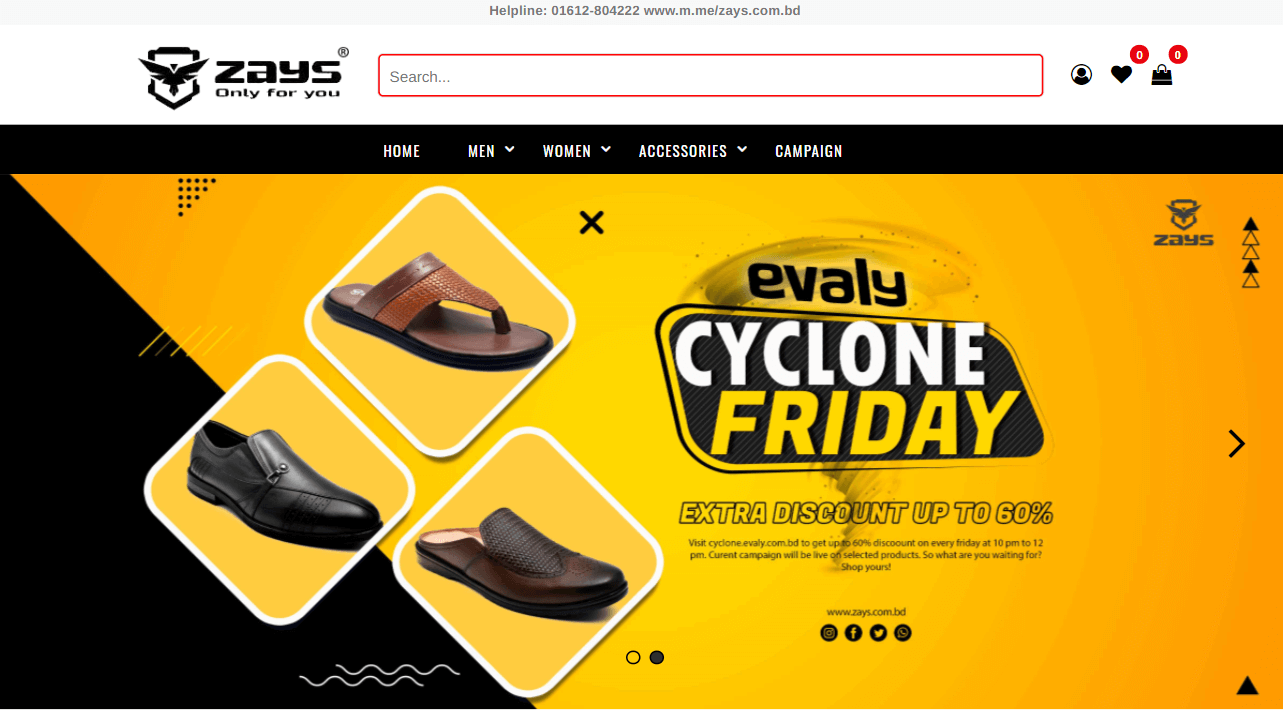 Helpline: 01612-804222 www.m.me/zays.com.bd
zays®
Only for you
Search...
0
0
HOME
MEN
WOMEN
ACCESSORIES
CAMPAIGN
zays
evaly
CYCLONE
FRIDAY
EXTRA DISCOUNT UP TO 60%
Visit cyclone.evaly.com.bd to get up to 60% discoount on every friday at 10 pm to 12
pm. Curent campaign will be live on selected products. So what are you waiting for?
Shop yours!
www.zays.com.bd